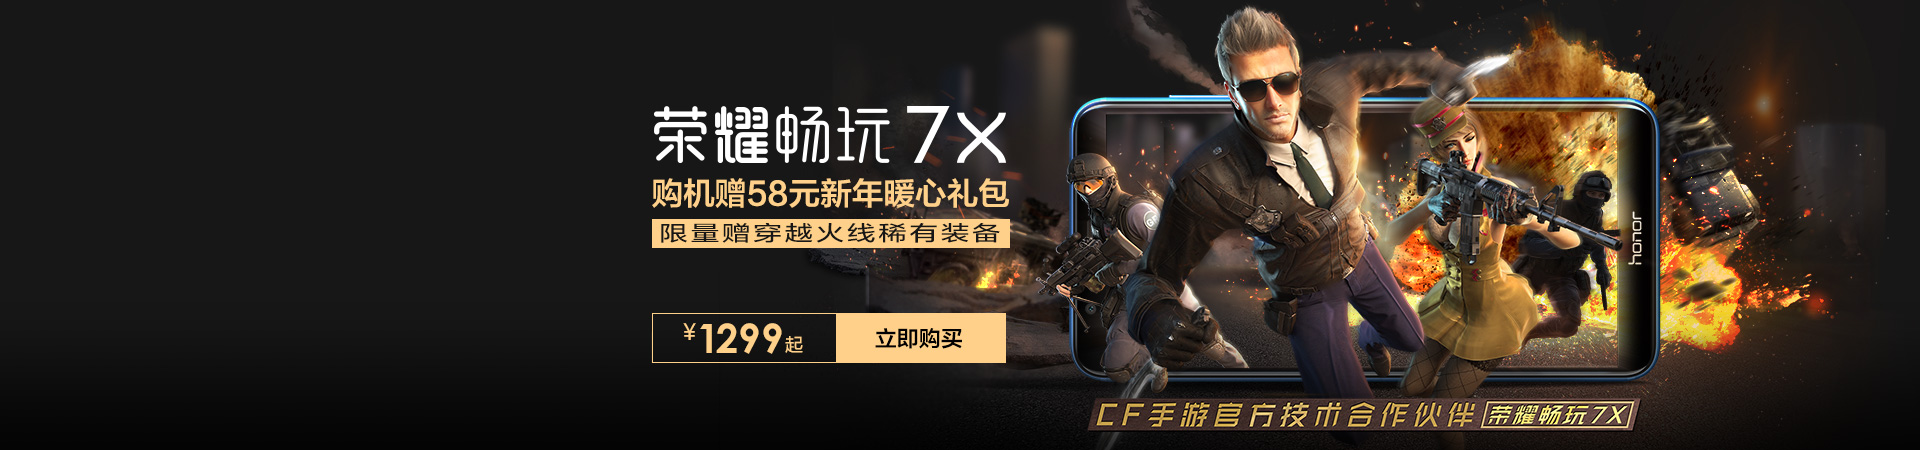 荣耀畅玩 7X
购机赠58元新年暖心礼包
限量赠穿越火线稀有装备
¥1299起
立即购买
honor
CF手游官方技术合作伙伴 荣耀畅玩7X